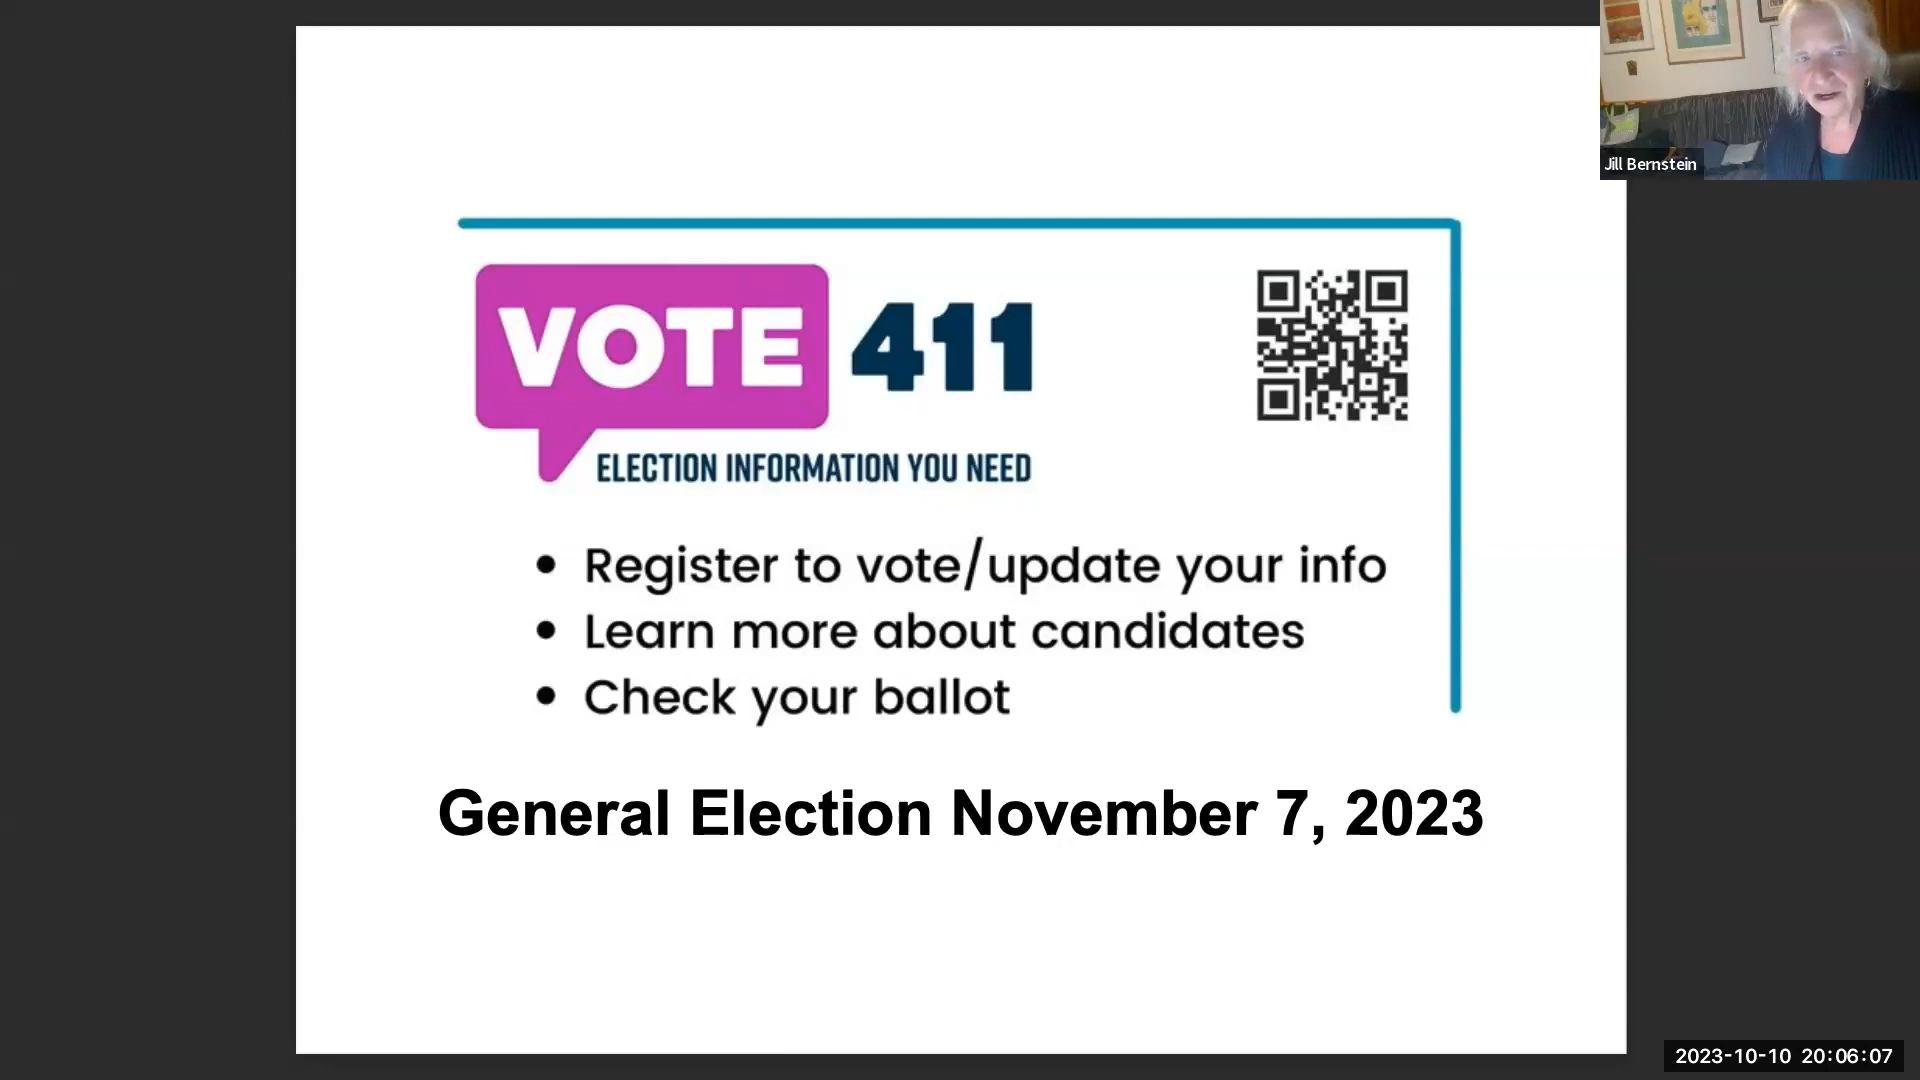 Jill Bernstein
VOTE 411
ELECTION INFORMATION YOU NEED
• Register to vote/update your info
• Learn more about candidates
• Check your ballot
General Election November 7, 2023
2023-10-10 20:06:07